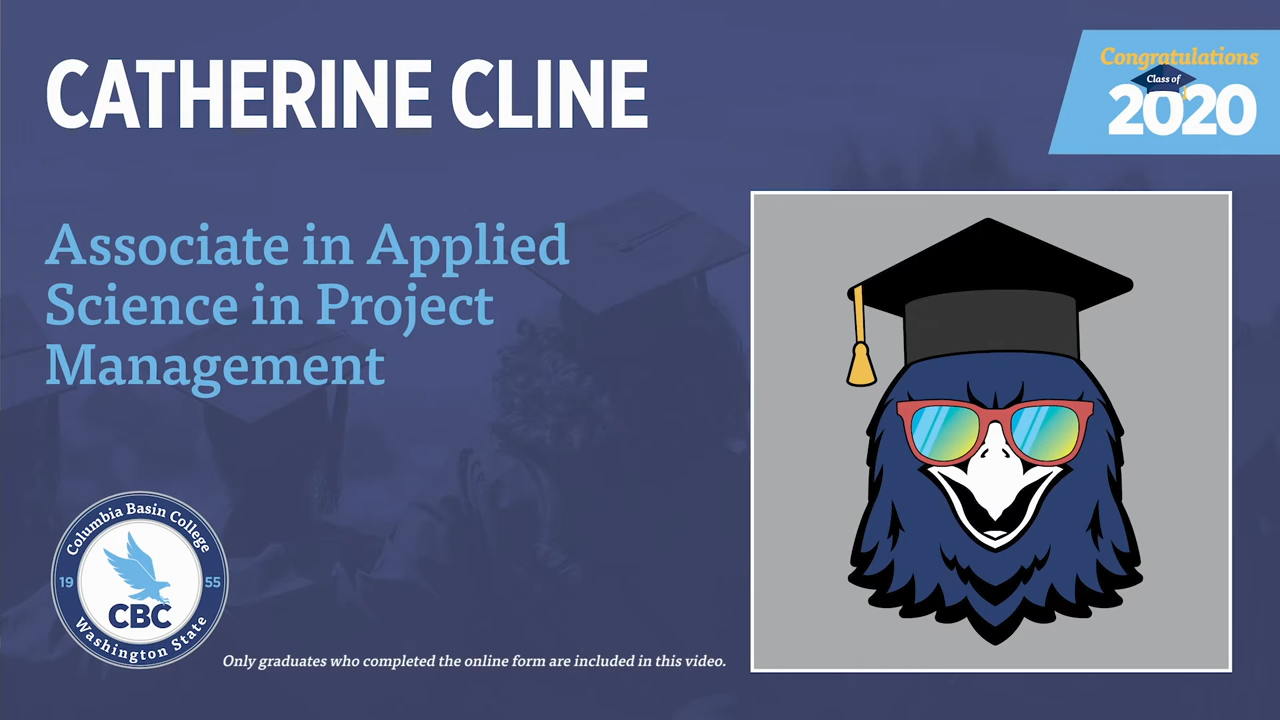 CATHERINE CLINE
Congratulations
Class of
2020
Associate in Applied
Science in Project
Management
Columbia Basin College
19 55
CBC
Washington State
Only graduates who completed the online form are included in this video.